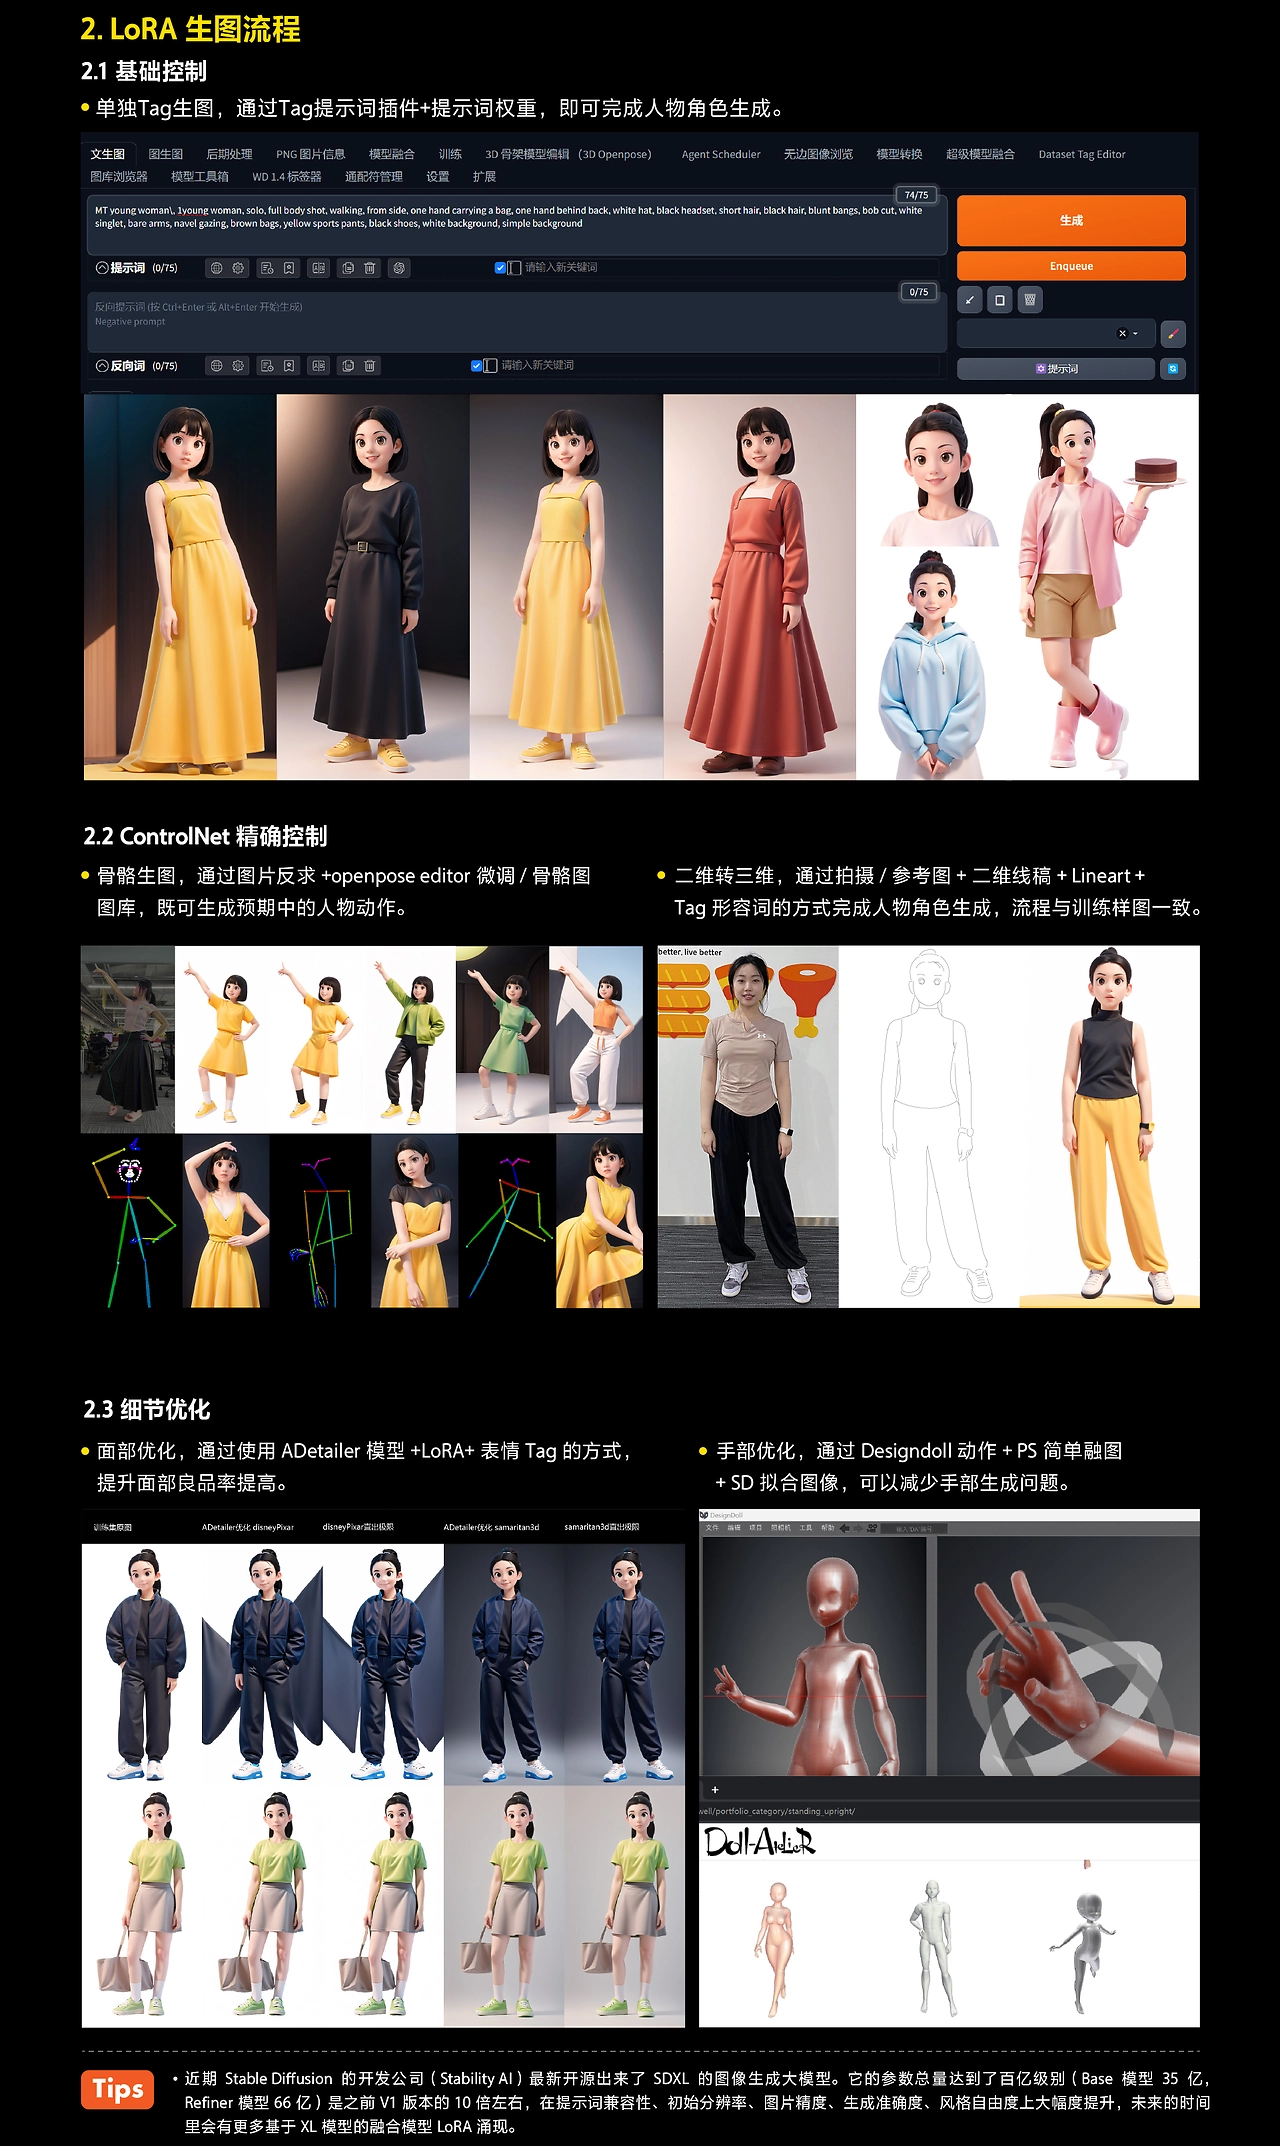 2. LoRA 生图流程
2.1 基础控制
单独Tag生图，通过Tag提示词插件+提示词权重，即可完成人物角色生成。
文生图 图生图 后期处理 PNG 图片信息 模型融合 训练 3D 骨架模型编辑 （3D Openpose） Agent Scheduler 无边图像浏览 模型转换 超级模型融合 Dataset Tag Editor
图库浏览器 模型工具箱 WD 1.4 标签器 通配符管理 设置 扩展
74/75
MT young woman\, 1young woman, solo, full body shot, walking, from side, one hand carrying a bag, one hand behind back, white hat, black headset, short hair, black hair, blunt bangs, bob cut, white
singlet, bare arms, navel gazing, brown bags, yellow sports pants, black shoes, white background, simple background
生成
提示词 (0/75) 请输入新关键词
Enqueue
0/75
反向提示词 (按 Ctrl+Enter 或 Alt+Enter 开始生成)
Negative prompt
反向词 (0/75) 请输入新关键词
提示词
2.2 ControlNet 精确控制
骨骼生图，通过图片反求 +openpose editor 微调 / 骨骼图
图库，既可生成预期中的人物动作。
二维转三维，通过拍摄 / 参考图 + 二维线稿 + Lineart +
Tag 形容词的方式完成人物角色生成，流程与训练样图一致。
better, live better
2.3 细节优化
面部优化，通过使用 ADetailer 模型 +LoRA+ 表情 Tag 的方式，
提升面部良品率提高。
手部优化，通过 Designdoll 动作 + PS 简单融图
+ SD 拟合图像，可以减少手部生成问题。
训练集原图 ADetailer优化 disneyPixar disneyPixar直出极限 ADetailer优化 samaritan3d samaritan3d直出极限
DesignDoll
文件 编辑 项目 照相机 工具 帮助
+
well/portfolio_category/standing_upright/
Doll-Atelier
Tips
• 近期 Stable Diffusion 的开发公司（Stability AI）最新开源出来了 SDXL 的图像生成大模型。它的参数总量达到了百亿级别（Base 模型 35 亿，
Refiner 模型 66 亿）是之前 V1 版本的 10 倍左右，在提示词兼容性、初始分辨率、图片精度、生成准确度、风格自由度上大幅度提升，未来的时间
里会有更多基于 XL 模型的融合模型 LoRA 涌现。